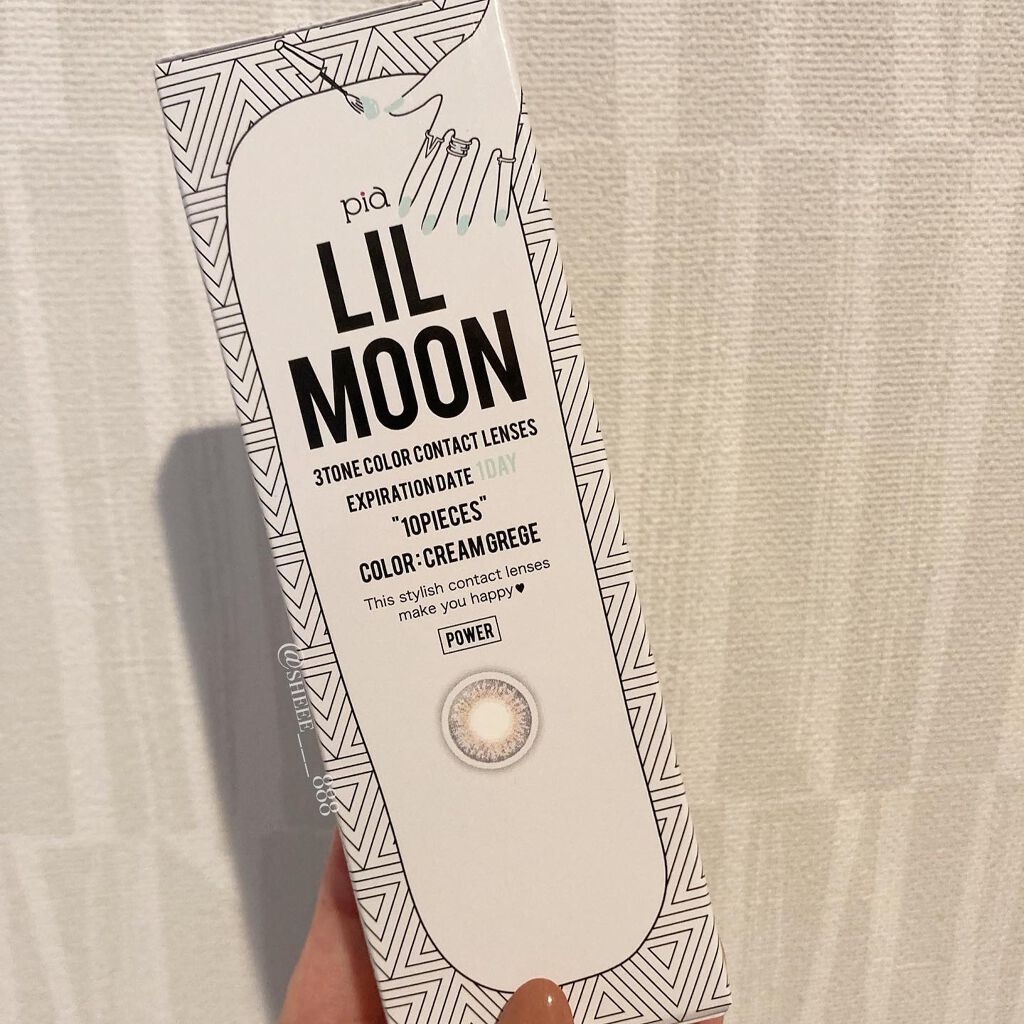 pia
LIL
MOON
3TONE COLOR CONTACT LENSES
EXPIRATION DATE 1DAY
"10PIECES"
COLOR : CREAM GREGE
This stylish contact lenses
make you happy♥
POWER
@SHEEE___888